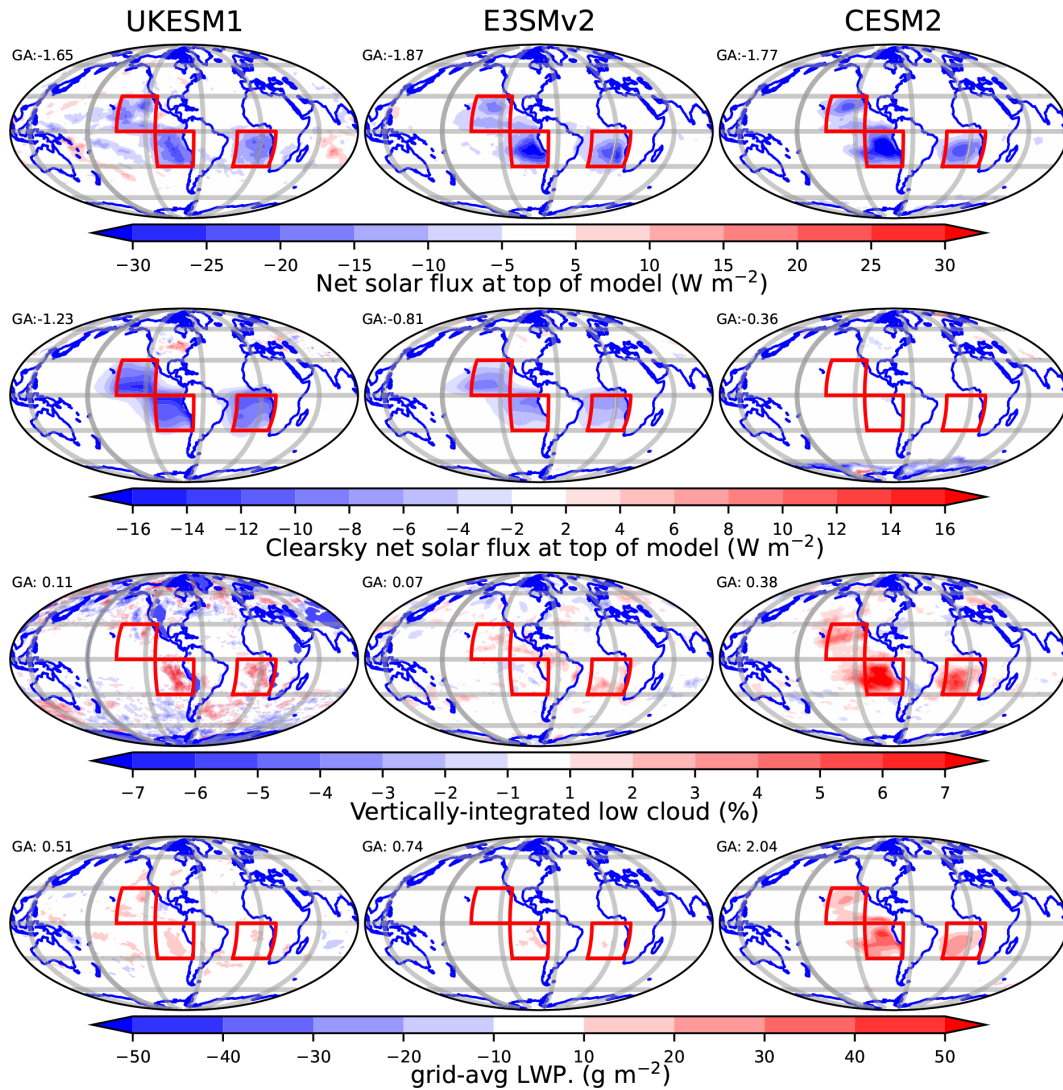 UKESM1 E3SMv2 CESM2
GA:-1.65 GA:-1.87 GA:-1.77
−30 −25 −20 −15 −10 −5 5 10 15 20 25 30
Net solar flux at top of model (W m⁻²)
GA:-1.23 GA:-0.81 GA:-0.36
−16 −14 −12 −10 −8 −6 −4 −2 2 4 6 8 10 12 14 16
Clearsky net solar flux at top of model (W m⁻²)
GA: 0.11 GA: 0.07 GA: 0.38
−7 −6 −5 −4 −3 −2 −1 1 2 3 4 5 6 7
Vertically-integrated low cloud (%)
GA: 0.51 GA: 0.74 GA: 2.04
−50 −40 −30 −20 −10 10 20 30 40 50
grid-avg LWP. (g m⁻²)